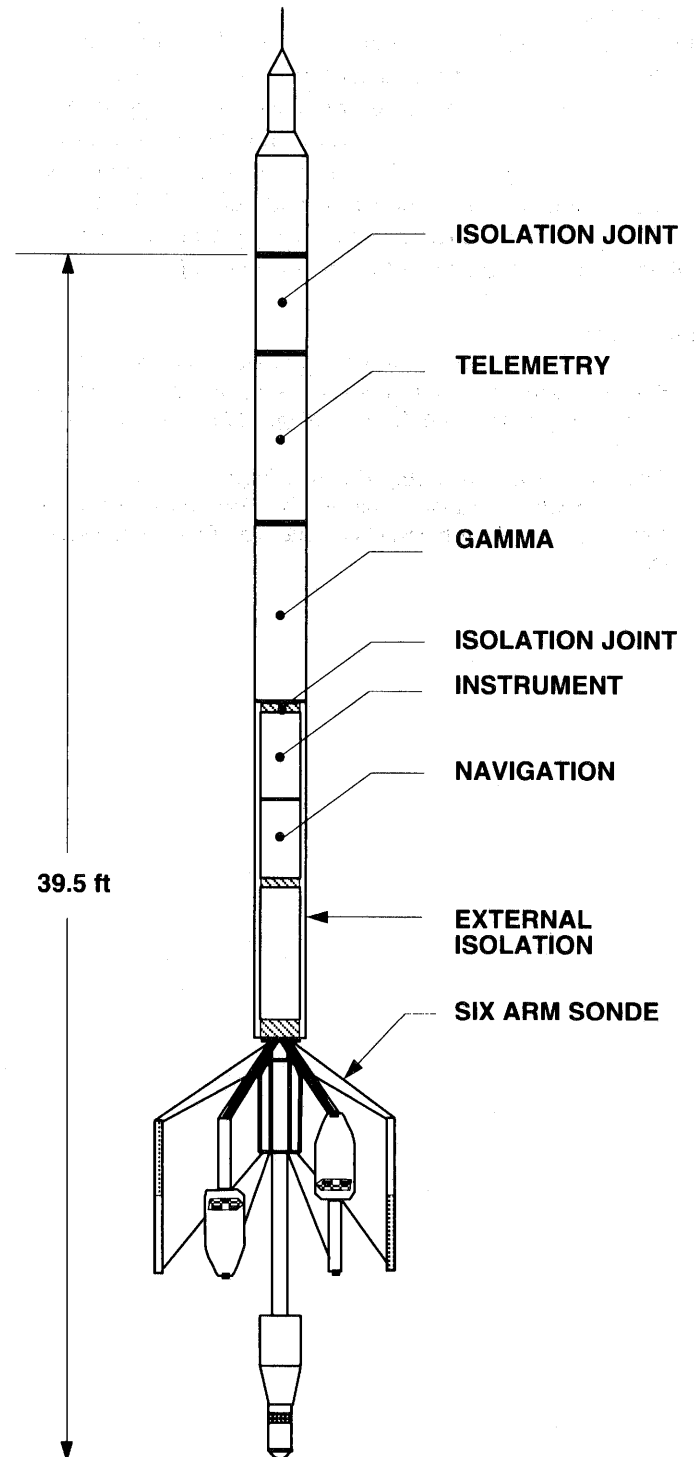 ISOLATION JOINT
TELEMETRY
GAMMA
ISOLATION JOINT
INSTRUMENT
NAVIGATION
39.5 ft
EXTERNAL
ISOLATION
SIX ARM SONDE